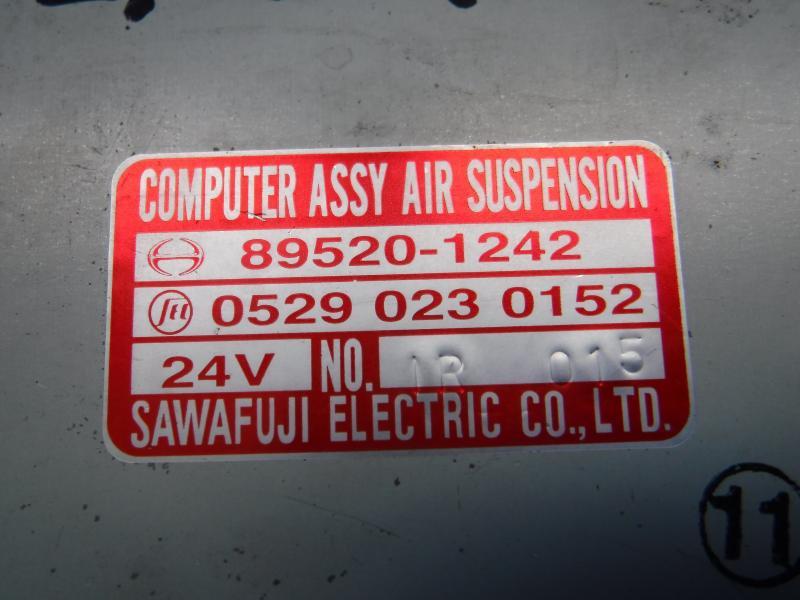 COMPUTER ASSY AIR SUSPENSION
89520-1242
0529 023 0152
24V NO. 1R 015
SAWAFUJI ELECTRIC CO., LTD.
11